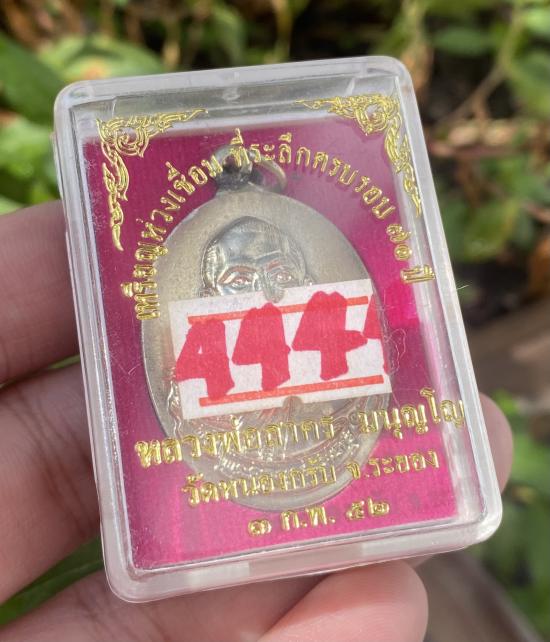 เหรียญห่วงเชื่อม ที่ระลึกครบรอบ ๗๑ ปี
444
หลวงพ่อสาคร มนุญโญ
วัดหนองกรับ จ.ระยอง
๓ ก.พ. ๕๒